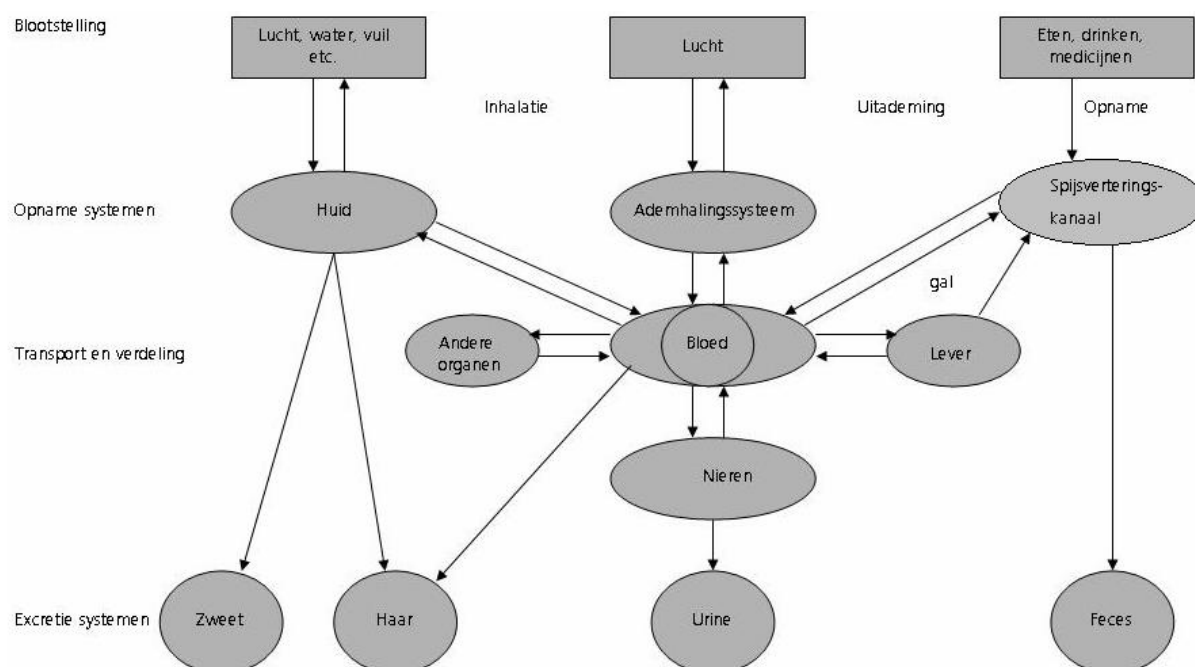 Blootstelling
Lucht, water, vuil
etc.
Lucht
Eten, drinken,
medicijnen
Inhalatie
Uitademing
Opname
Opname systemen
Huid
Ademhalingssysteem
Spijsverterings-
kanaal
gal
Transport en verdeling
Andere
organen
Bloed
Lever
Nieren
Excretie systemen
Zweet
Haar
Urine
Feces